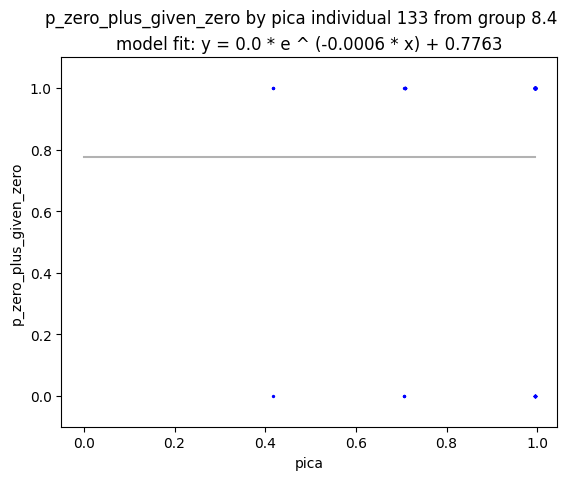 p_zero_plus_given_zero by pica individual 133 from group 8.4
model fit: y = 0.0 * e ^ (-0.0006 * x) + 0.7763
p_zero_plus_given_zero
1.0
0.8
0.6
0.4
0.2
0.0
0.0 0.2 0.4 0.6 0.8 1.0
pica